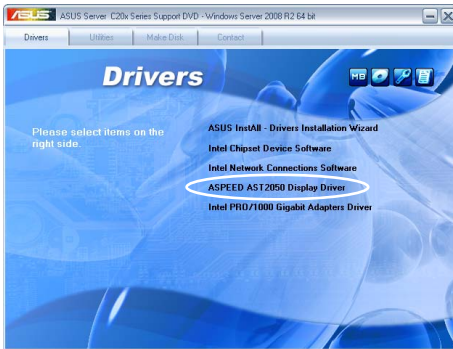 ASUS ASUS Server C20x Series Support DVD - Windows Server 2008 R2 64 bit
Drivers Utilities Make Disk Contact
Drivers
MB
Please select items on the
right side.
ASUS InstAll - Drivers Installation Wizard
Intel Chipset Device Software
Intel Network Connections Software
ASPEED AST2050 Display Driver
Intel PRO/1000 Gigabit Adapters Driver